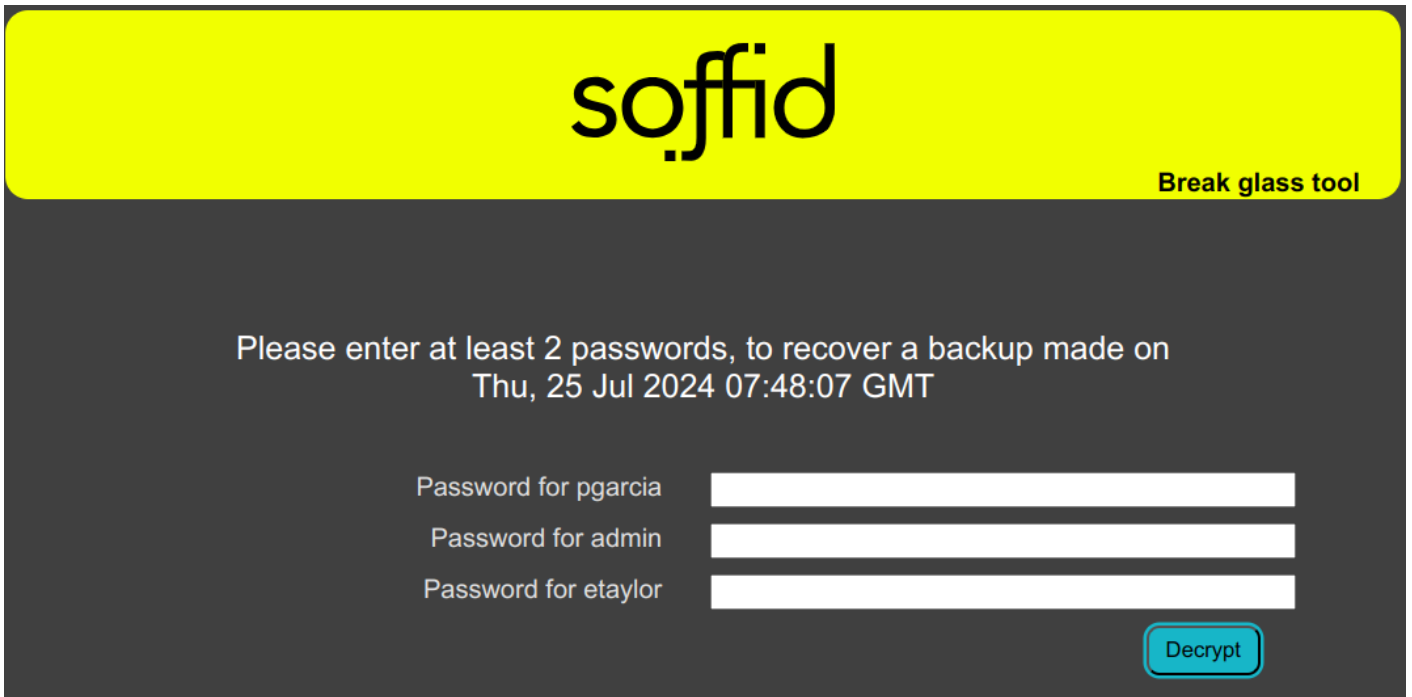 soffid
Break glass tool
Please enter at least 2 passwords, to recover a backup made on
Thu, 25 Jul 2024 07:48:07 GMT
Password for pgarcia
Password for admin
Password for etaylor
Decrypt